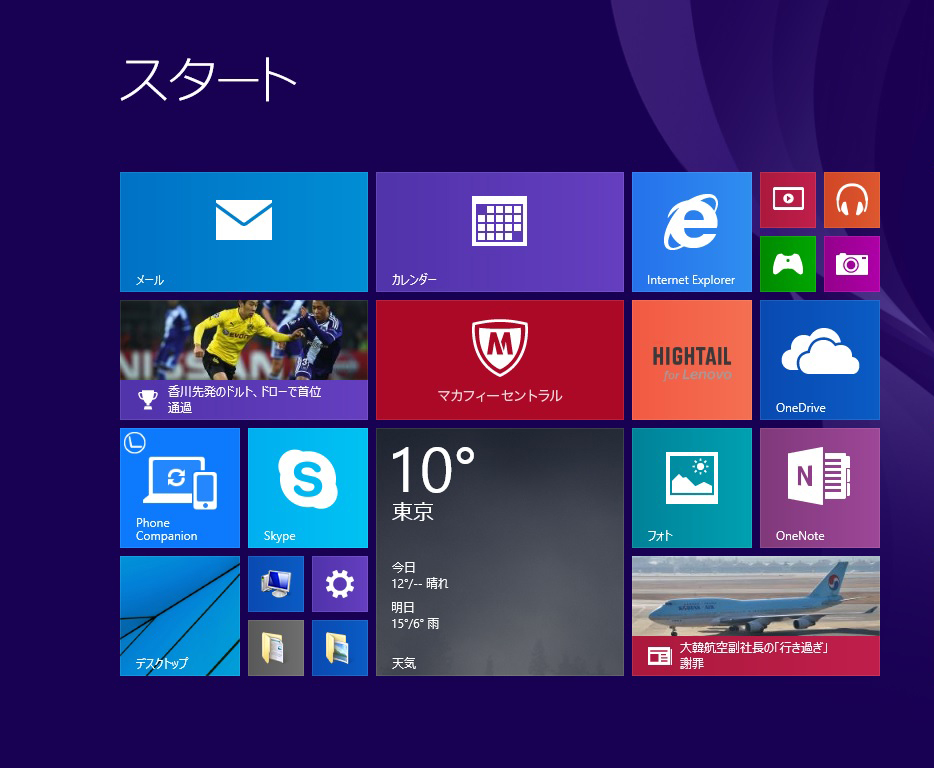 スタート
メール
カレンダー
Internet Explorer
香川先発のドルト、ドローで首位
通過
マカフィーセントラル
HIGHTAIL
for Lenovo
OneDrive
Phone
Companion
Skype
10°
東京
今日
12°/-- 晴れ
明日
15°/6° 雨
天気
フォト
N
OneNote
デスクトップ
大韓航空副社長の「行き過ぎ」
謝罪